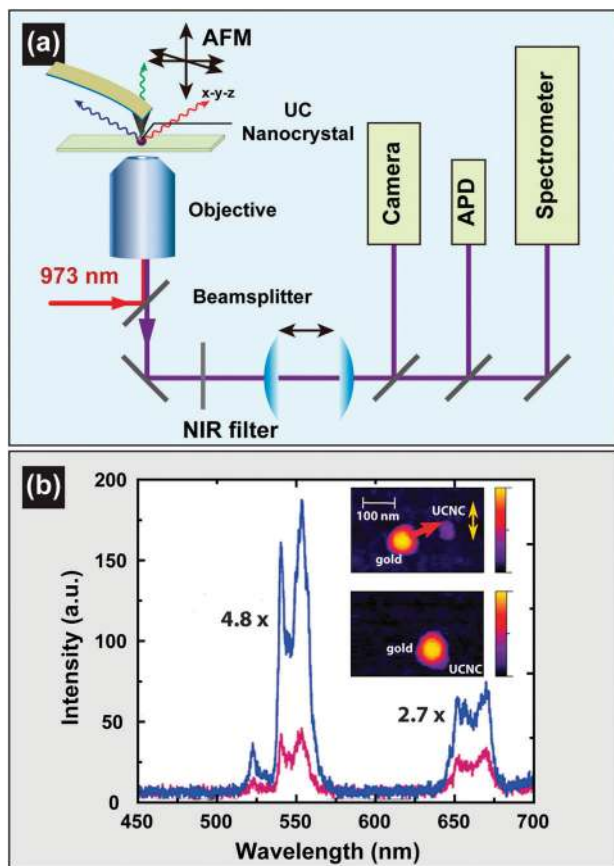 (a)
AFM
x-y-z
UC
Nanocrystal
Objective
973 nm
Beamsplitter
NIR filter
Camera
APD
Spectrometer
(b)
200
150
100
50
0
Intensity (a.u.)
4.8 x
2.7 x
100 nm
UCNC
gold
gold
UCNC
450
500
550
600
650
700
Wavelength (nm)